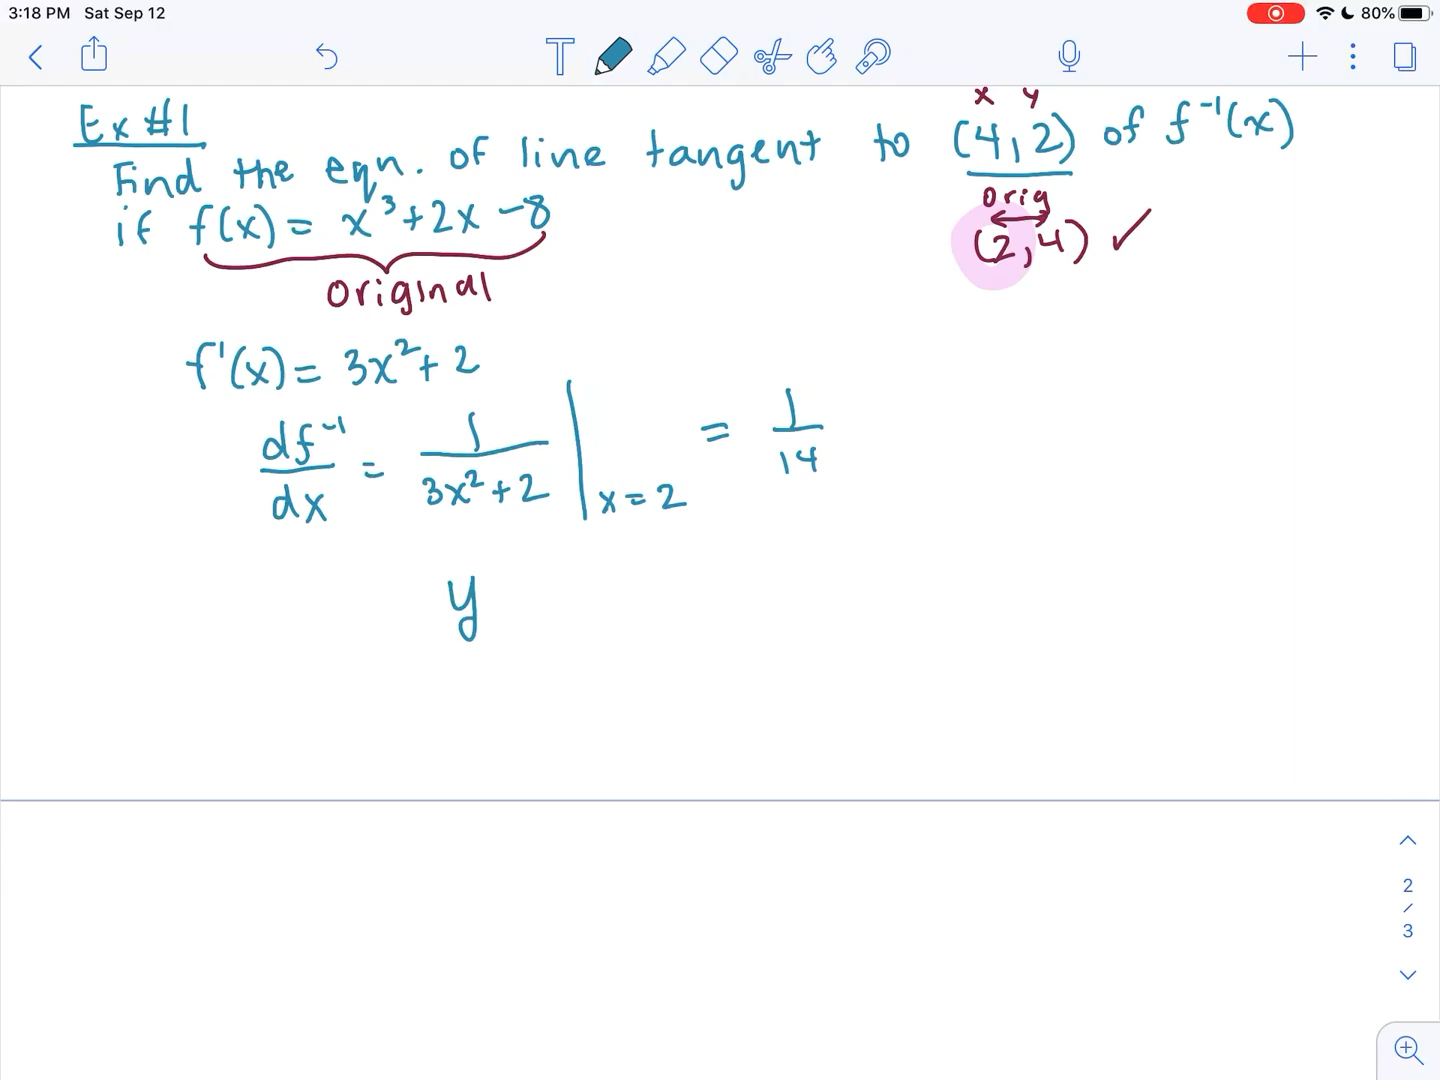 3:18 PM Sat Sep 12
80%
T
Ex #1
x y
Find the eqn. of line tangent to (4,2) of f⁻¹(x)
if f(x) = x³+2x-8
Orig
(2,4) ✓
Original
f'(x) = 3x²+2
df⁻¹/dx = 1/(3x²+2) |x=2 = 1/14
y
2
/
3